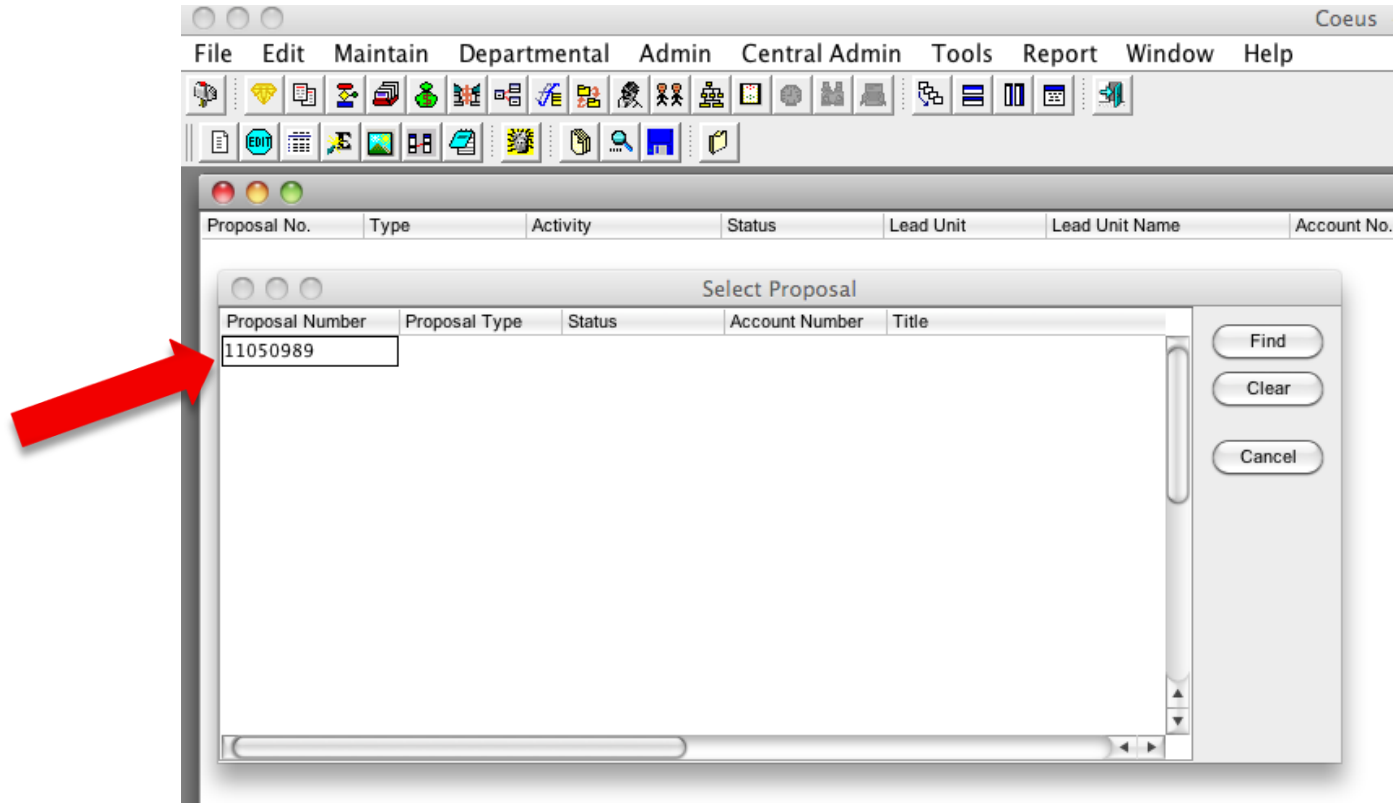 Coeus
File Edit Maintain Departmental Admin Central Admin Tools Report Window Help
EDIT
Proposal No. Type Activity Status Lead Unit Lead Unit Name Account No.
Select Proposal
Proposal Number Proposal Type Status Account Number Title
11050989
Find
Clear
Cancel